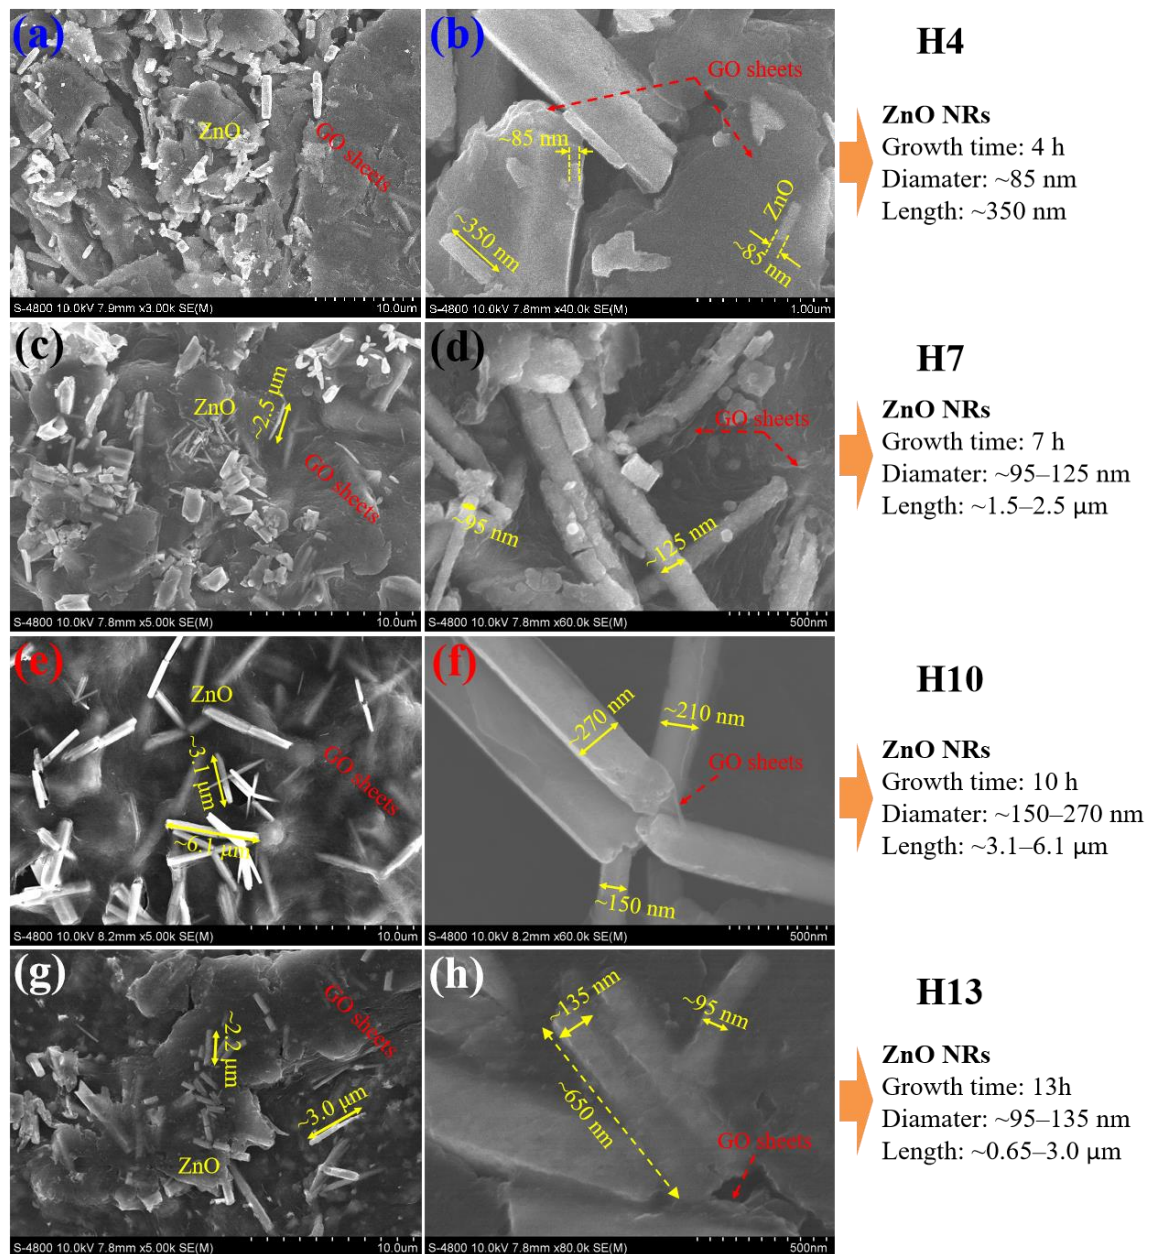 (a)
ZnO
GO sheets
S-4800 10.0kV 7.9mm x3.00k SE(M)
10.0um
(b)
GO sheets
~85 nm
~350 nm
ZnO
~85 nm
S-4800 10.0kV 7.8mm x40.0k SE(M)
1.00um
H4
ZnO NRs
Growth time: 4 h
Diamater: ~85 nm
Length: ~350 nm
(c)
ZnO
~2.5 μm
GO sheets
S-4800 10.0kV 7.8mm x5.00k SE(M)
10.0um
(d)
GO sheets
~95 nm
~125 nm
S-4800 10.0kV 7.8mm x60.0k SE(M)
500nm
H7
ZnO NRs
Growth time: 7 h
Diamater: ~95–125 nm
Length: ~1.5–2.5 μm
(e)
ZnO
~3.1 μm
GO sheets
~6.1 μm
S-4800 10.0kV 8.2mm x5.00k SE(M)
10.0um
(f)
~270 nm
~210 nm
GO sheets
~150 nm
S-4800 10.0kV 8.2mm x60.0k SE(M)
500nm
H10
ZnO NRs
Growth time: 10 h
Diamater: ~150–270 nm
Length: ~3.1–6.1 μm
(g)
GO sheets
~2.2 μm
~3.0 μm
ZnO
S-4800 10.0kV 7.8mm x5.00k SE(M)
10.0um
(h)
~135 nm
~95 nm
~650 nm
GO sheets
S-4800 10.0kV 7.8mm x80.0k SE(M)
500nm
H13
ZnO NRs
Growth time: 13h
Diamater: ~95–135 nm
Length: ~0.65–3.0 μm